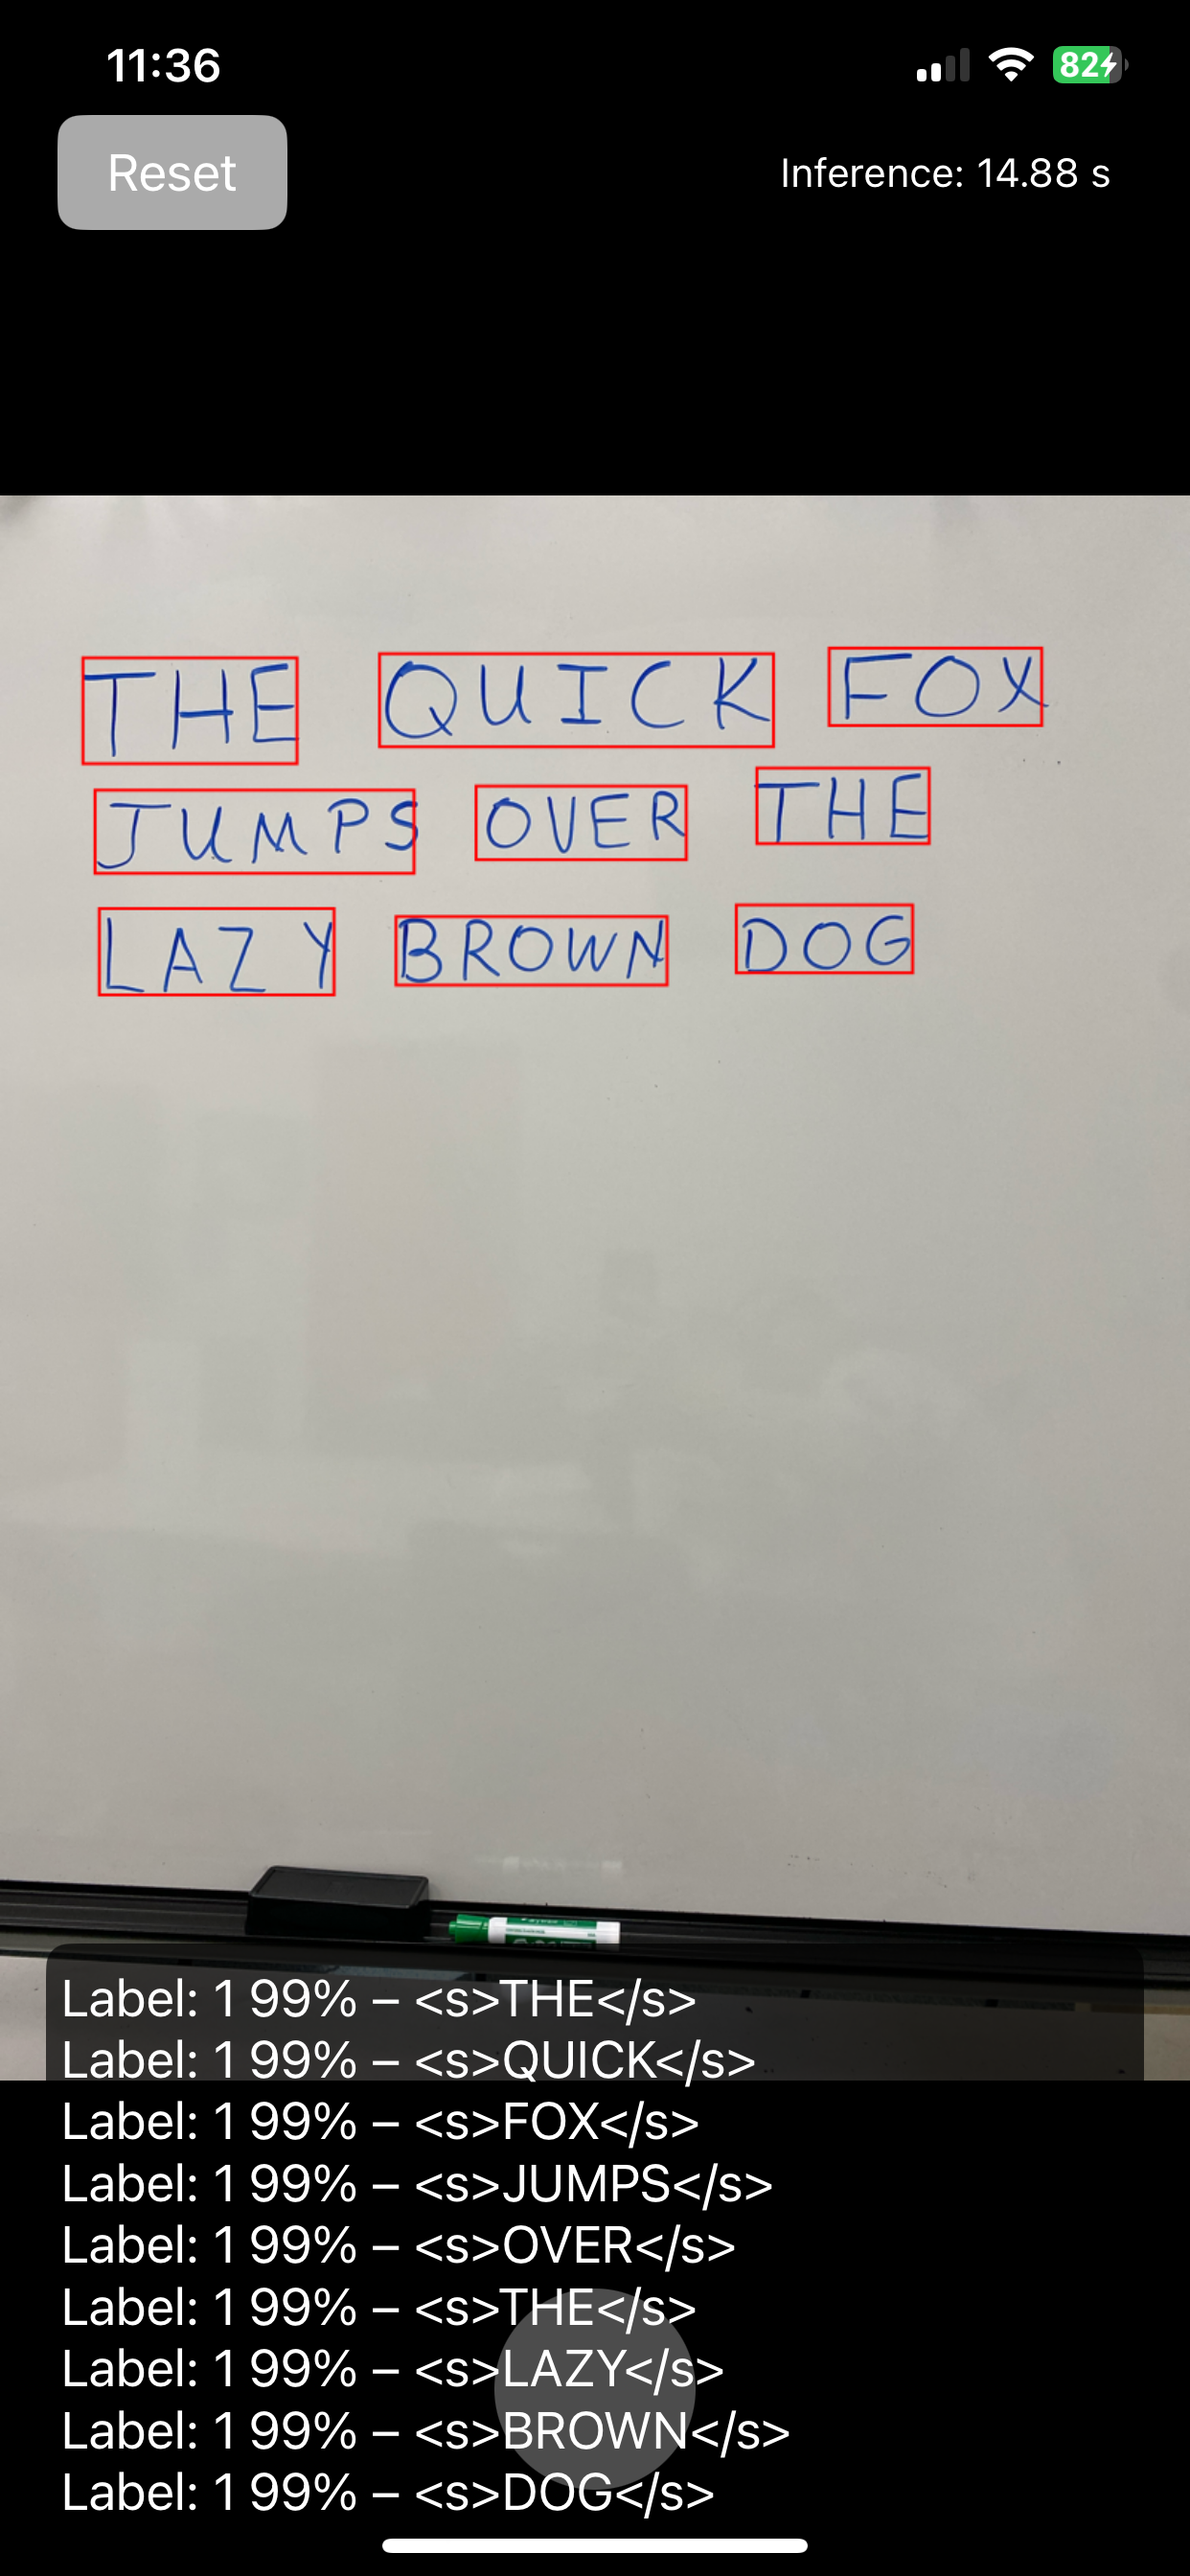 11:36
82
Reset
Inference: 14.88 s
THE QUICK FOX
JUMPS OVER THE
LAZY BROWN DOG
Label: 1 99% – <s>THE</s>
Label: 1 99% – <s>QUICK</s>
Label: 1 99% – <s>FOX</s>
Label: 1 99% – <s>JUMPS</s>
Label: 1 99% – <s>OVER</s>
Label: 1 99% – <s>THE</s>
Label: 1 99% – <s>LAZY</s>
Label: 1 99% – <s>BROWN</s>
Label: 1 99% – <s>DOG</s>